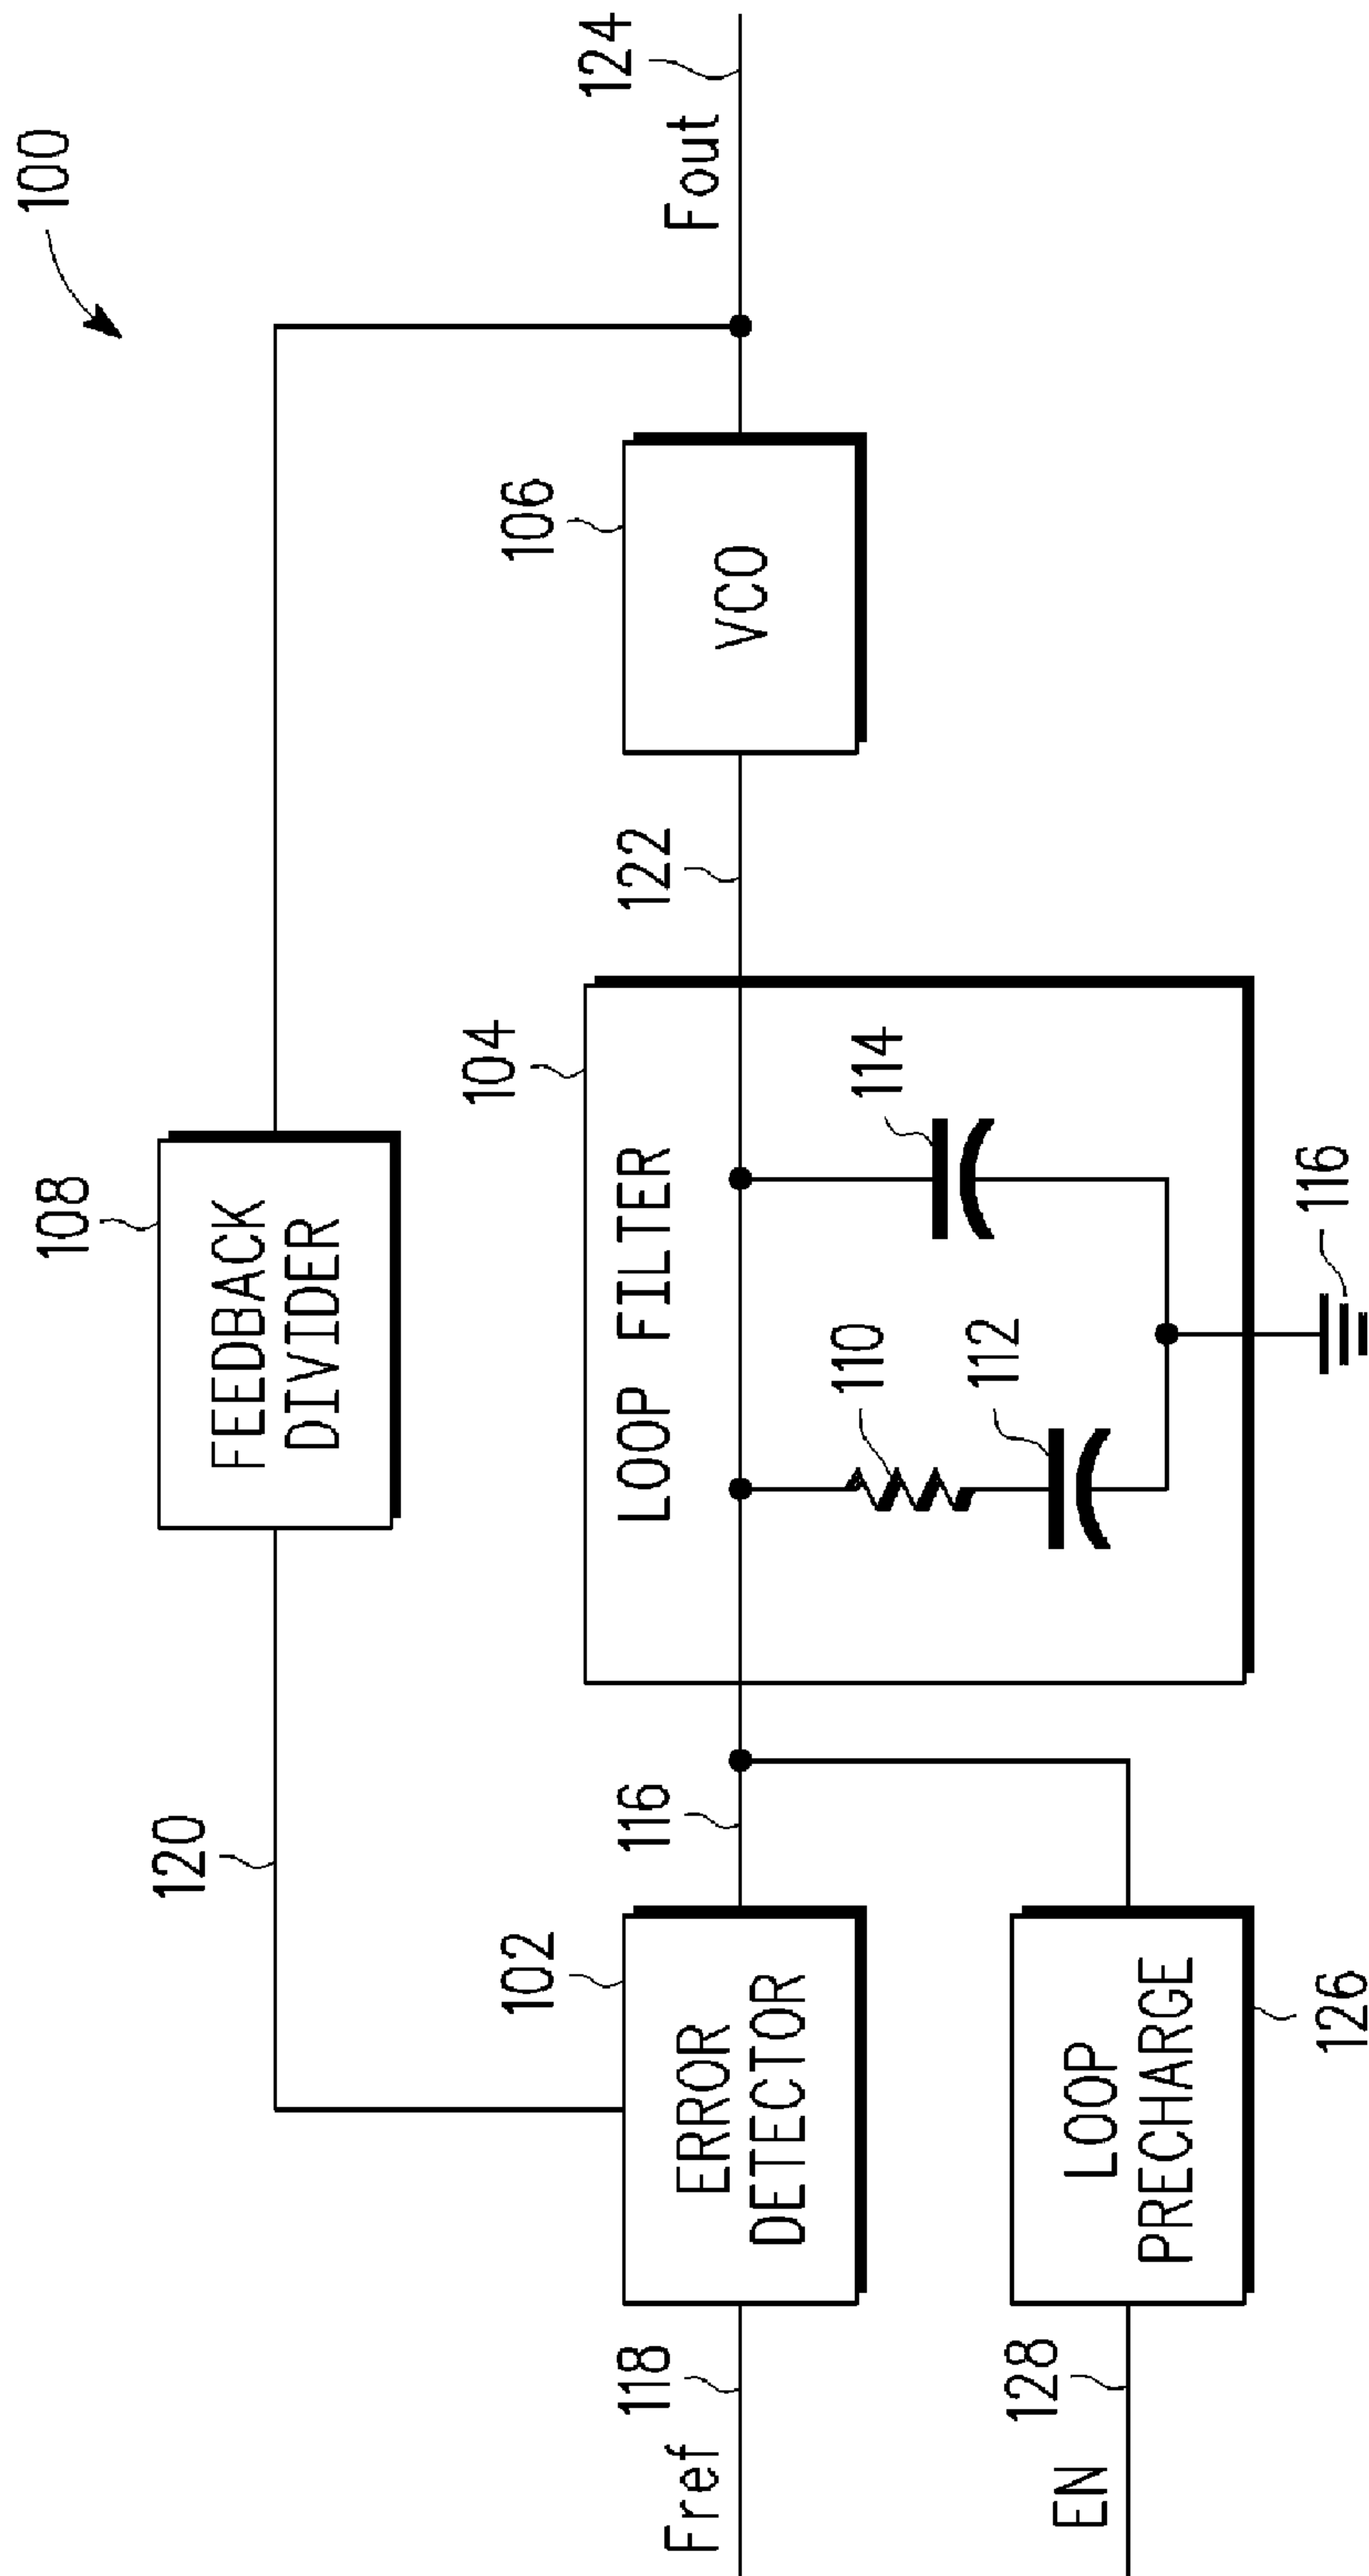 100
108
FEEDBACK
DIVIDER
120
124
Fout
102
ERROR
DETECTOR
116
104
LOOP FILTER
122
106
VCO
118
Fref
110
112
114
116
128
EN
LOOP
PRECHARGE
126